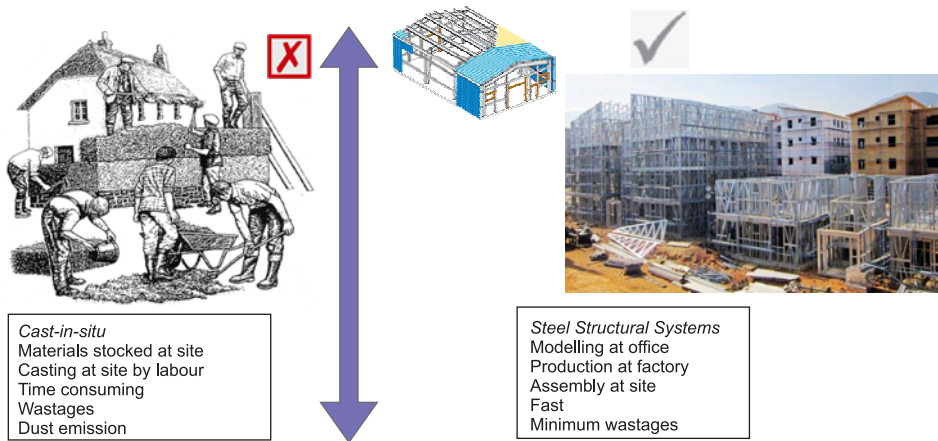 Cast-in-situ
Materials stocked at site
Casting at site by labour
Time consuming
Wastages
Dust emission
Steel Structural Systems
Modelling at office
Production at factory
Assembly at site
Fast
Minimum wastages